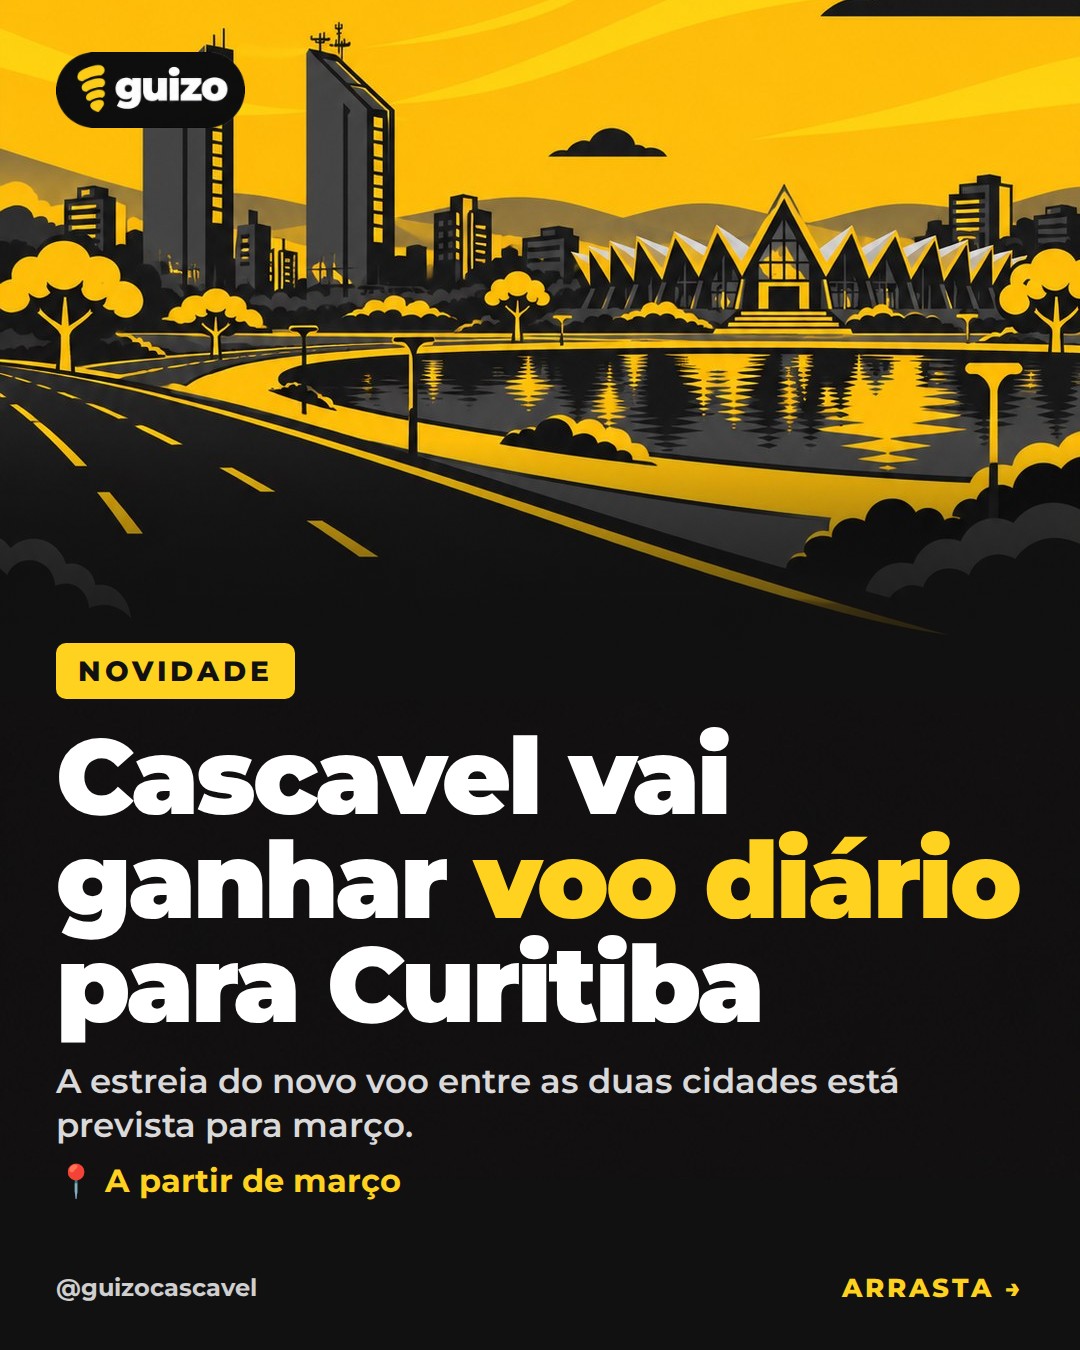 guizo
NOVIDADE
Cascavel vai
ganhar voo diário
para Curitiba
A estreia do novo voo entre as duas cidades está
prevista para março.
📍 A partir de março
@guizocascavel
ARRASTA →